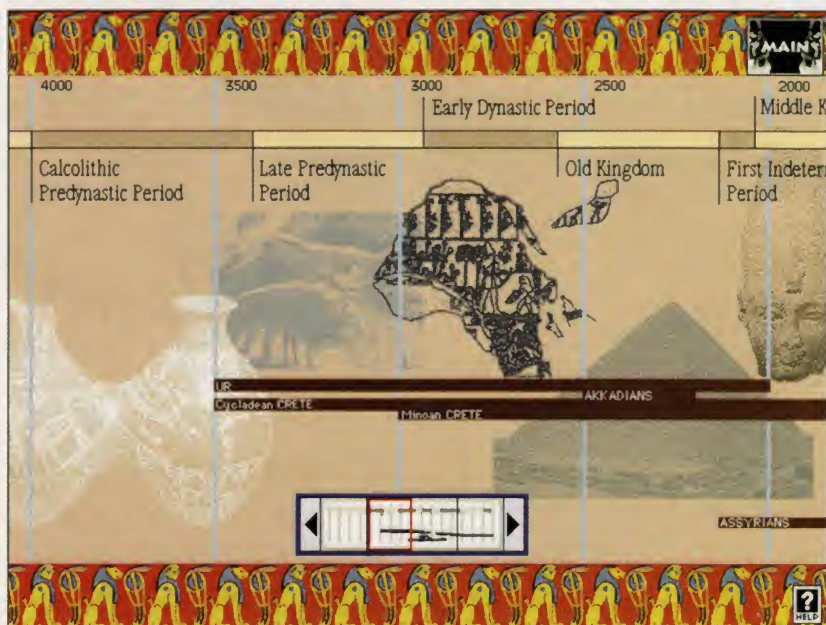 MAIN
4000 3500 3000 2500 2000
Early Dynastic Period
Middle K
Calcolithic
Predynastic Period
Late Predynastic
Period
Old Kingdom
First Indeter
Period
UR
AKKADIANS
Cycladean CRETE
Minoan CRETE
ASSYRIANS
?
HELP